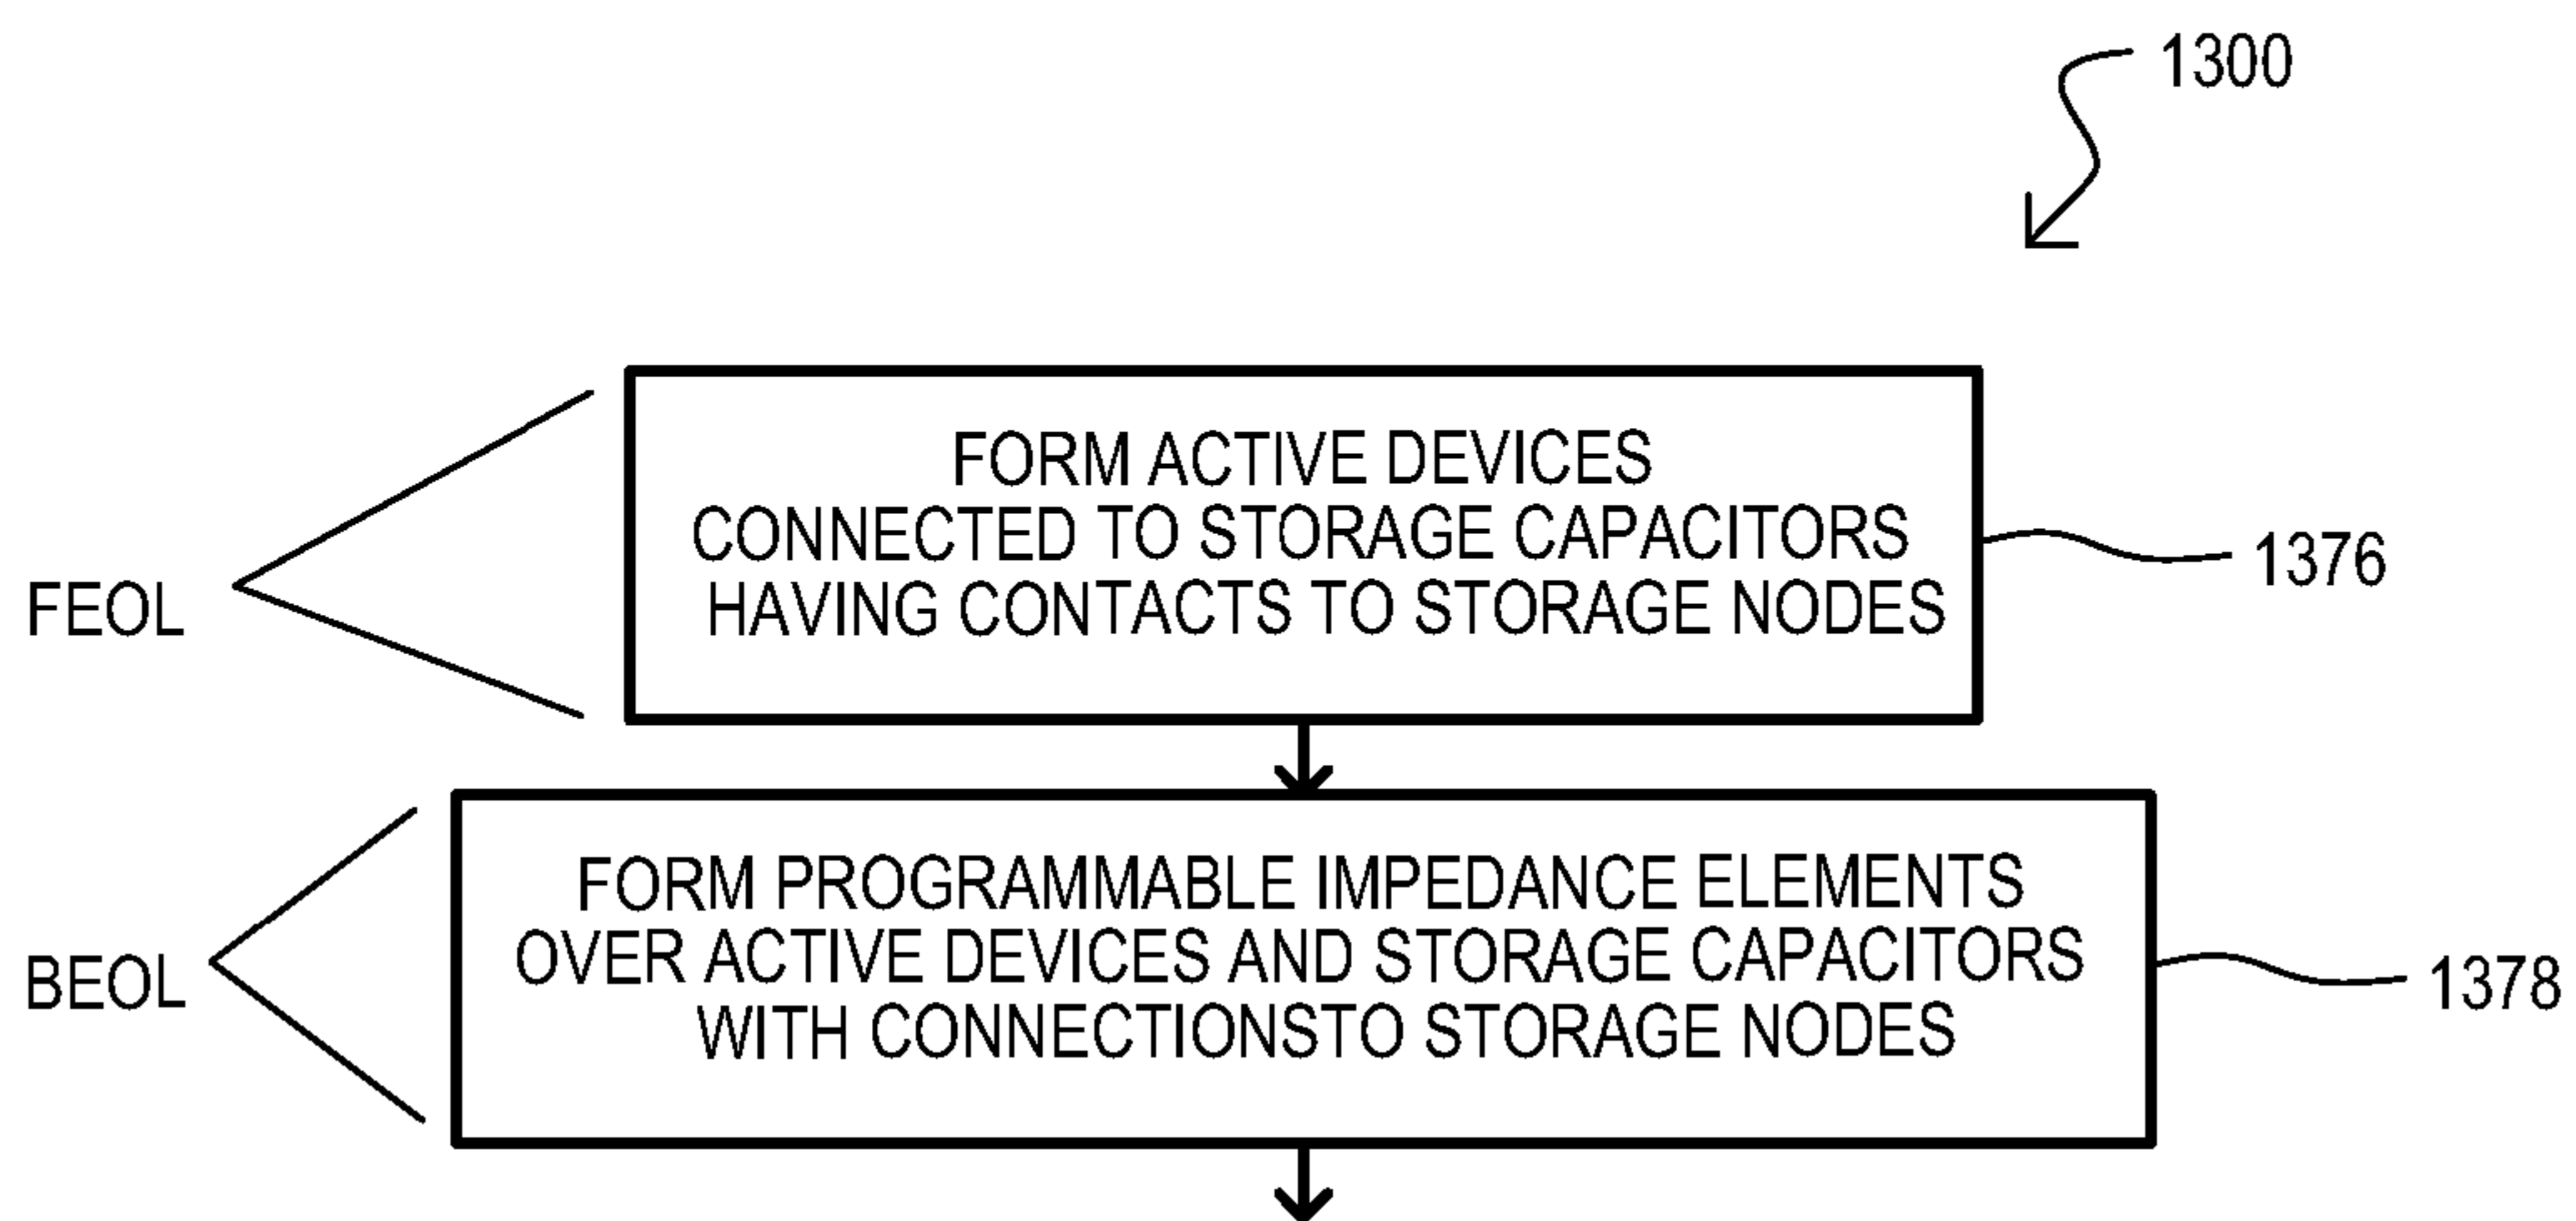 1300
FORM ACTIVE DEVICES
CONNECTED TO STORAGE CAPACITORS
HAVING CONTACTS TO STORAGE NODES
1376
FEOL
FORM PROGRAMMABLE IMPEDANCE ELEMENTS
OVER ACTIVE DEVICES AND STORAGE CAPACITORS
WITH CONNECTIONSTO STORAGE NODES
1378
BEOL